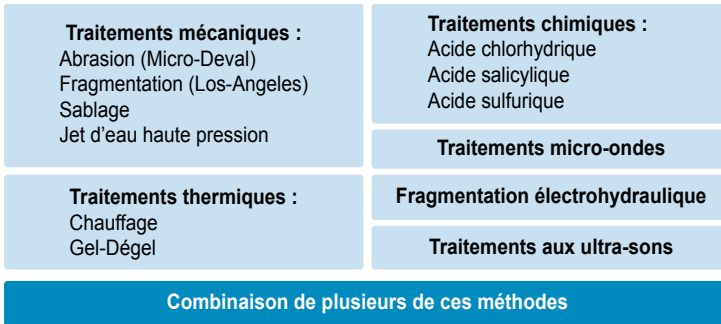 Traitements mécaniques :
Abrasion (Micro-Deval)
Fragmentation (Los-Angeles)
Sablage
Jet d'eau haute pression
Traitements thermiques :
Chauffage
Gel-Dégel
Traitements chimiques :
Acide chlorhydrique
Acide salicylique
Acide sulfurique
Traitements micro-ondes
Fragmentation électrohydraulique
Traitements aux ultra-sons
Combinaison de plusieurs de ces méthodes